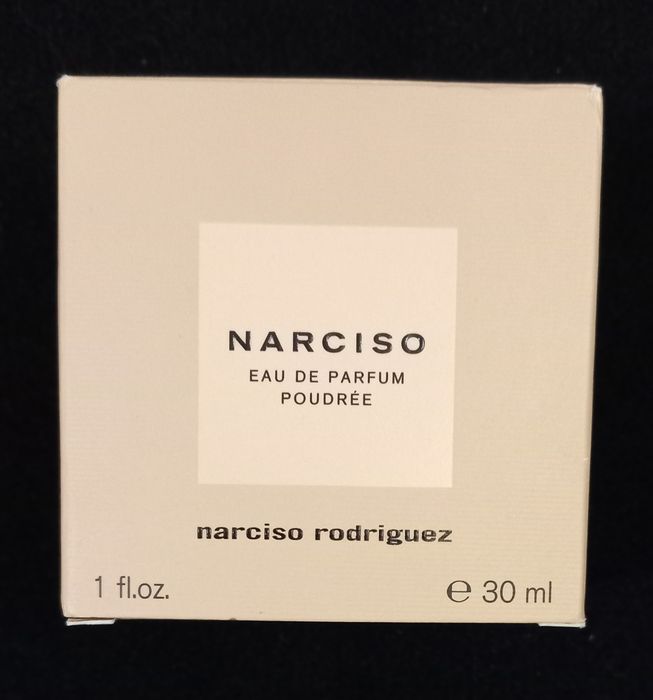 NARCISO
EAU DE PARFUM
POUDRÉE
narciso rodriguez
1 fl.oz. ℮ 30 ml